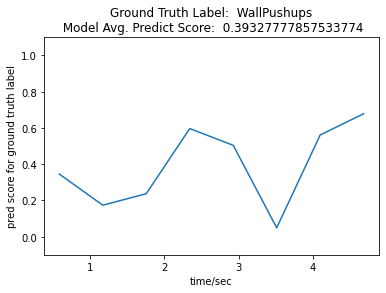 Ground Truth Label:  WallPushups
Model Avg. Predict Score:  0.39327777857533774
1.0
0.8
0.6
0.4
0.2
0.0
pred score for ground truth label
1 2 3 4
time/sec